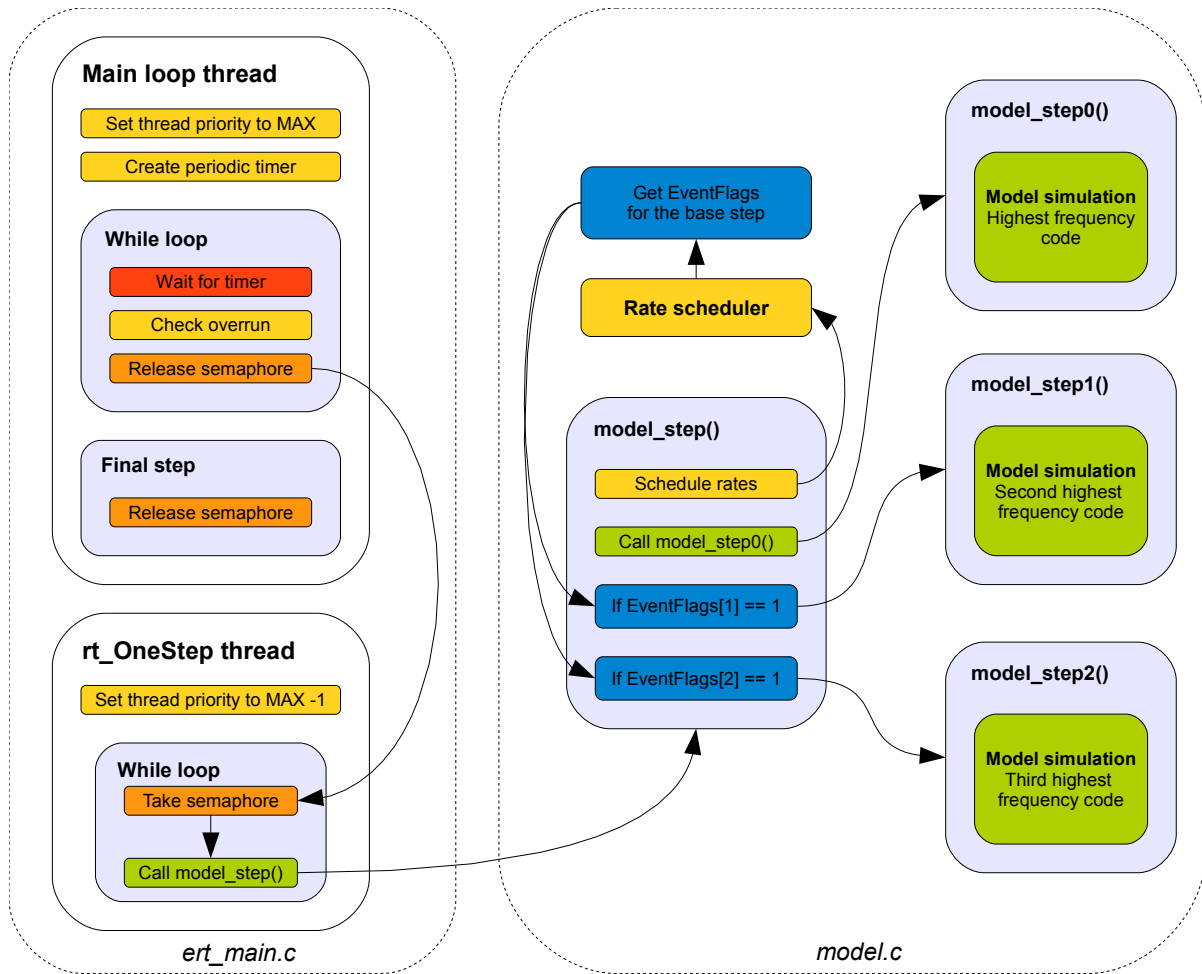 Main loop thread
Set thread priority to MAX
Create periodic timer
While loop
Wait for timer
Check overrun
Release semaphore
Final step
Release semaphore
rt_OneStep thread
Set thread priority to MAX -1
While loop
Take semaphore
Call model_step()
ert_main.c
Get EventFlags
for the base step
Rate scheduler
model_step()
Schedule rates
Call model_step0()
If EventFlags[1] == 1
If EventFlags[2] == 1
model_step0()
Model simulation
Highest frequency
code
model_step1()
Model simulation
Second highest
frequency code
model_step2()
Model simulation
Third highest
frequency code
model.c